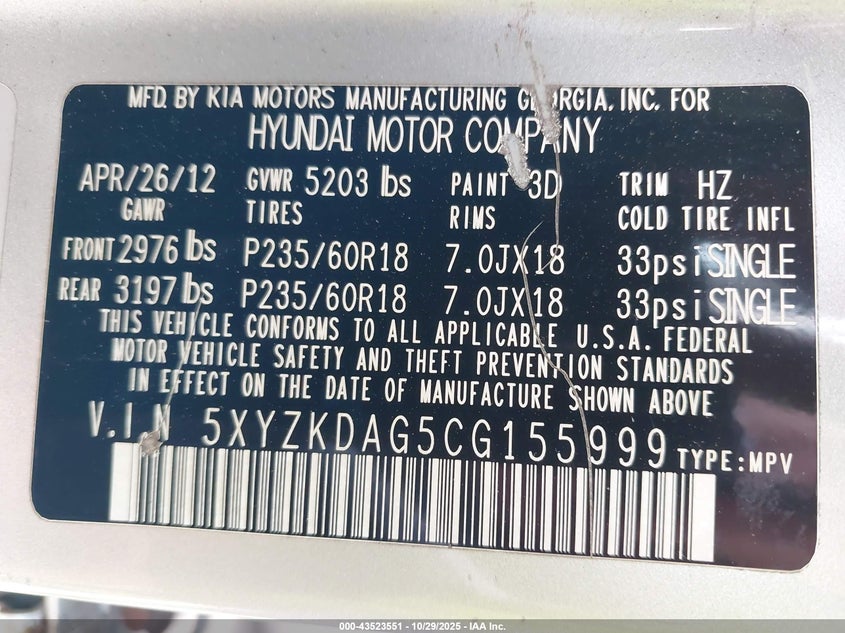 MFD. BY KIA MOTORS MANUFACTURING GEORGIA, INC. FOR
HYUNDAI MOTOR COMPANY
APR/26/12 GVWR 5203 lbs PAINT 3D TRIM HZ
GAWR TIRES RIMS COLD TIRE INFL
FRONT 2976 lbs P235/60R18 7.0JX18 33psi SINGLE
REAR 3197 lbs P235/60R18 7.0JX18 33psi SINGLE
THIS VEHICLE CONFORMS TO ALL APPLICABLE U.S.A. FEDERAL
MOTOR VEHICLE SAFETY AND THEFT PREVENTION STANDARDS
IN EFFECT ON THE DATE OF MANUFACTURE SHOWN ABOVE
V.I.N 5XYZKDAG5CG155999 TYPE:MPV
000-43523551 - 10/29/2025 - IAA Inc.